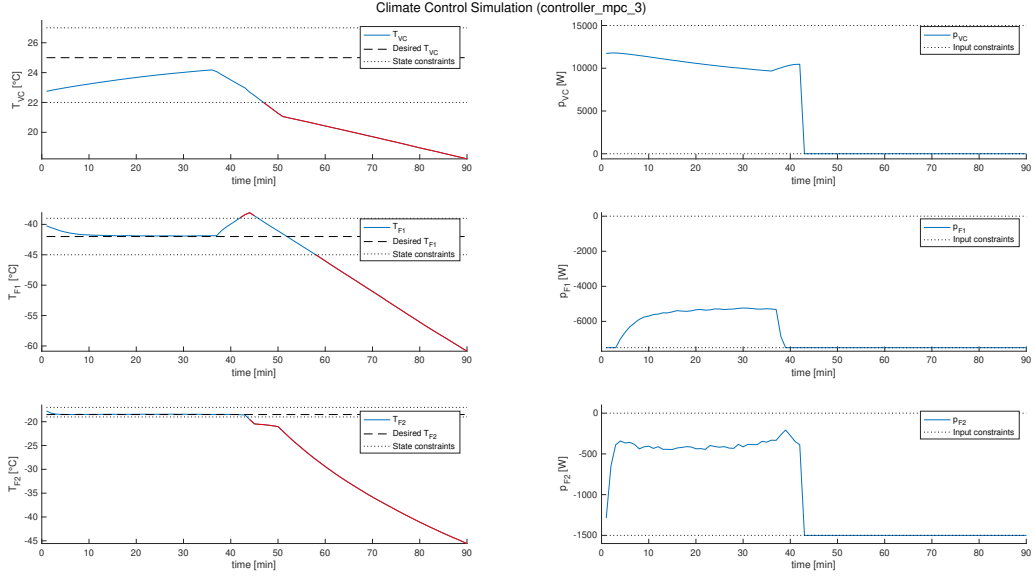 Climate Control Simulation (controller_mpc_3)
26
24
22
20
T_VC [°C]
0 10 20 30 40 50 60 70 80 90
time [min]
T_VC
Desired T_VC
State constraints
15000
10000
5000
0
p_VC [W]
0 10 20 30 40 50 60 70 80 90
time [min]
p_VC
Input constraints
-40
-45
-50
-55
-60
T_F1 [°C]
0 10 20 30 40 50 60 70 80 90
time [min]
T_F1
Desired T_F1
State constraints
0
-2000
-4000
-6000
p_F1 [W]
0 10 20 30 40 50 60 70 80 90
time [min]
p_F1
Input constraints
-20
-25
-30
-35
-40
-45
T_F2 [°C]
0 10 20 30 40 50 60 70 80 90
time [min]
T_F2
Desired T_F2
State constraints
0
-500
-1000
-1500
p_F2 [W]
0 10 20 30 40 50 60 70 80 90
time [min]
p_F2
Input constraints